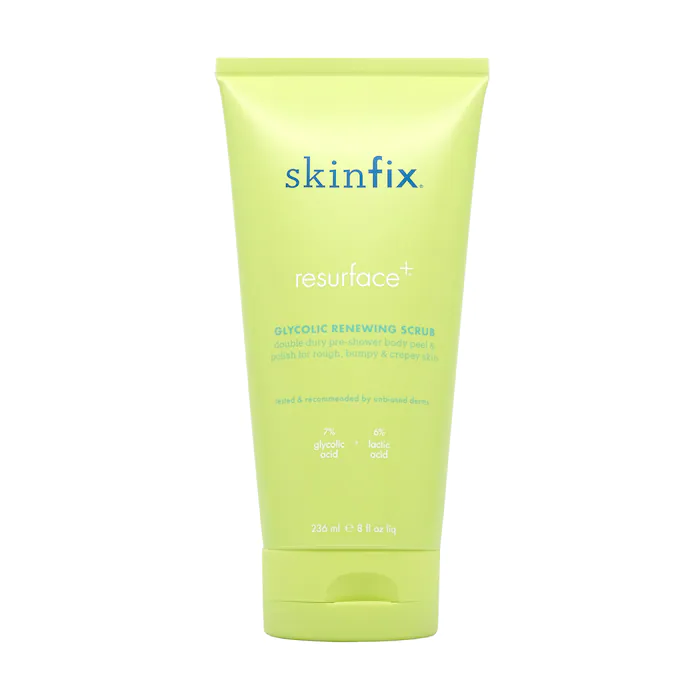 skinfix®
resurface+
GLYCOLIC RENEWING SCRUB
double duty pre-shower body peel &
polish for rough, bumpy & crepey skin
tested & recommended by unbiased derms
7% 6%
glycolic acid • lactic acid
236 ml ℮ 8 fl oz liq